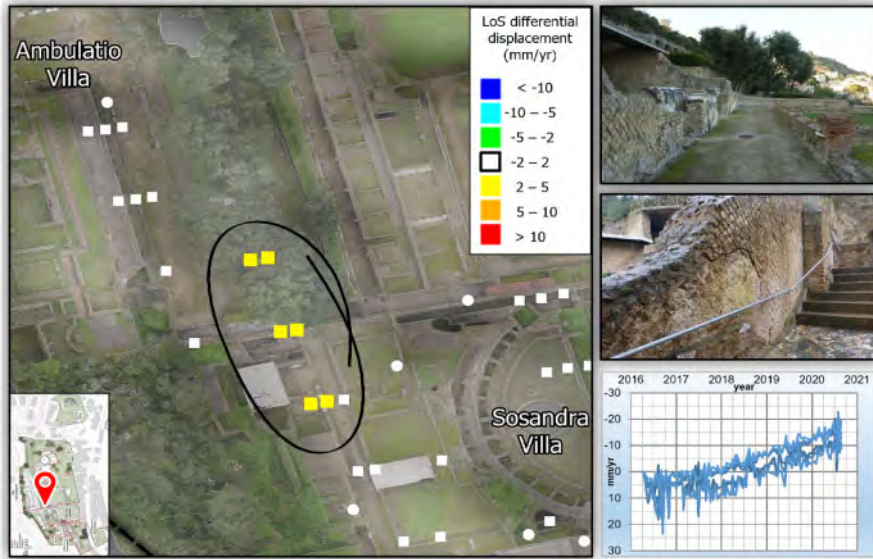 Ambulatio
Villa
LoS differential
displacement
(mm/yr)
< -10
-10 – -5
-5 – -2
-2 – 2
2 – 5
5 – 10
> 10
Sosandra
Villa
2016 2017 2018 2019 2020 2021
year
-30
-20
-10
0
10
20
30
mm/yr